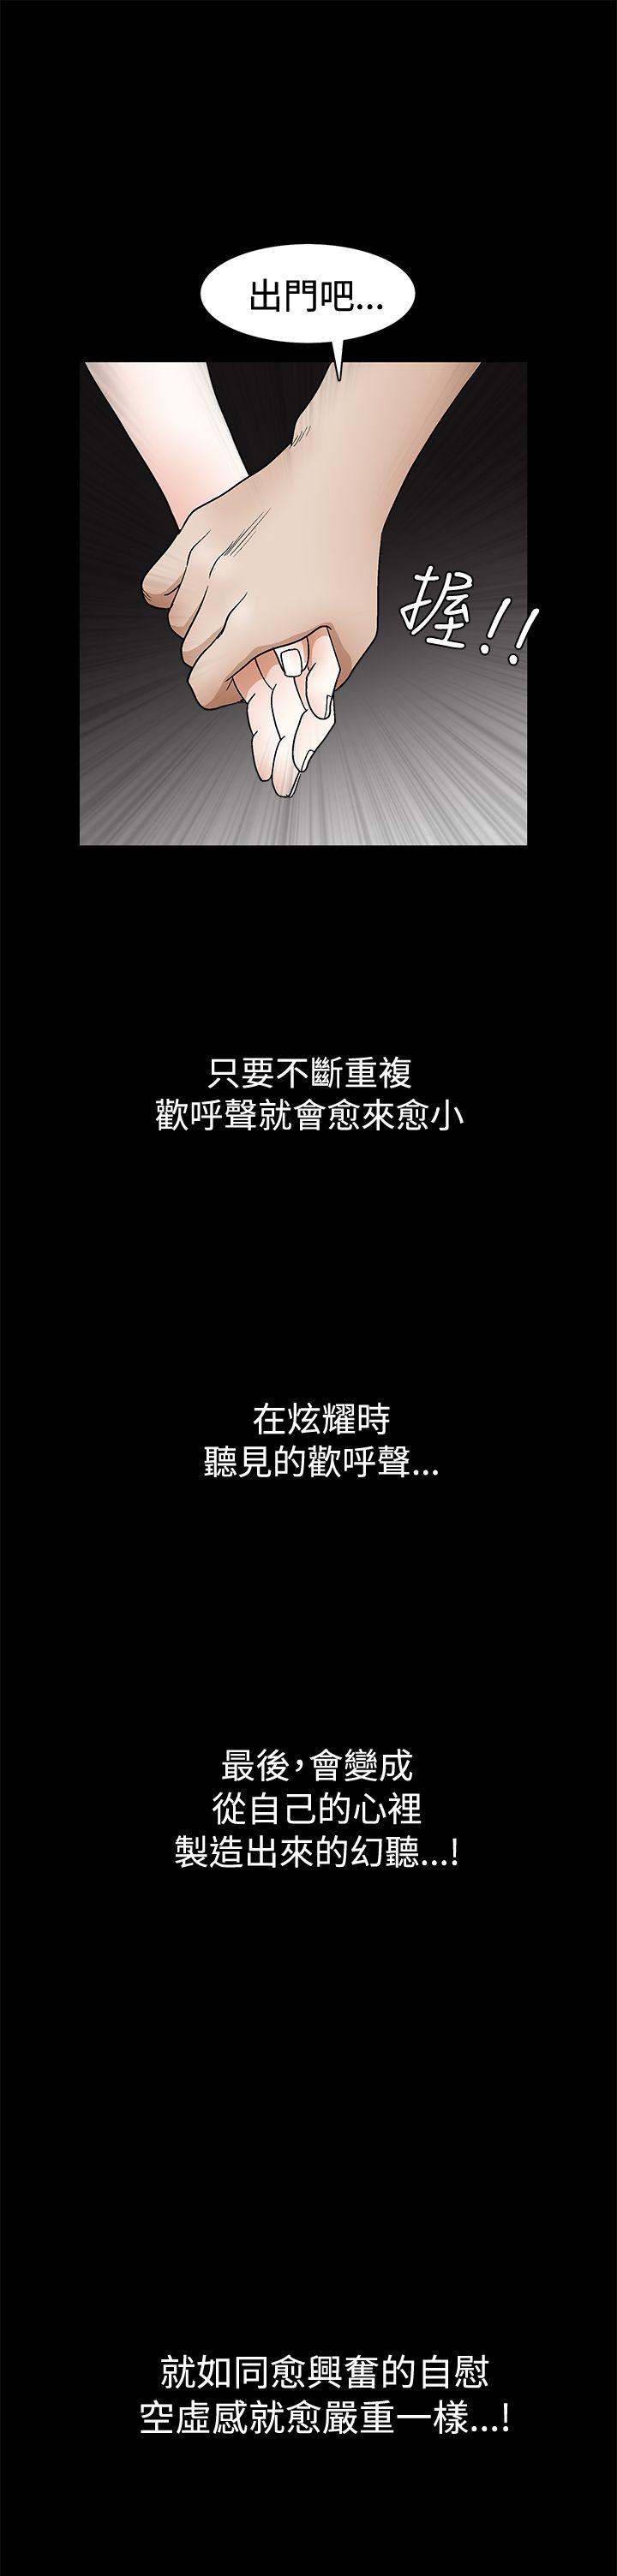 出門吧...
握!!
只要不斷重複
歡呼聲就會愈來愈小
在炫耀時
聽見的歡呼聲...
最後，會變成
從自己的心裡
製造出來的幻聽...!
就如同愈興奮的自慰
空虛感就愈嚴重一樣...!